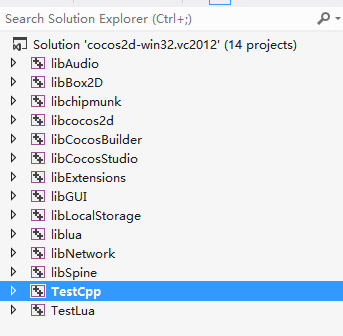 Search Solution Explorer (Ctrl+;)
Solution 'cocos2d-win32.vc2012' (14 projects)
libAudio
libBox2D
libchipmunk
libcocos2d
libCocosBuilder
libCocosStudio
libExtensions
libGUI
libLocalStorage
liblua
libNetwork
libSpine
TestCpp
TestLua